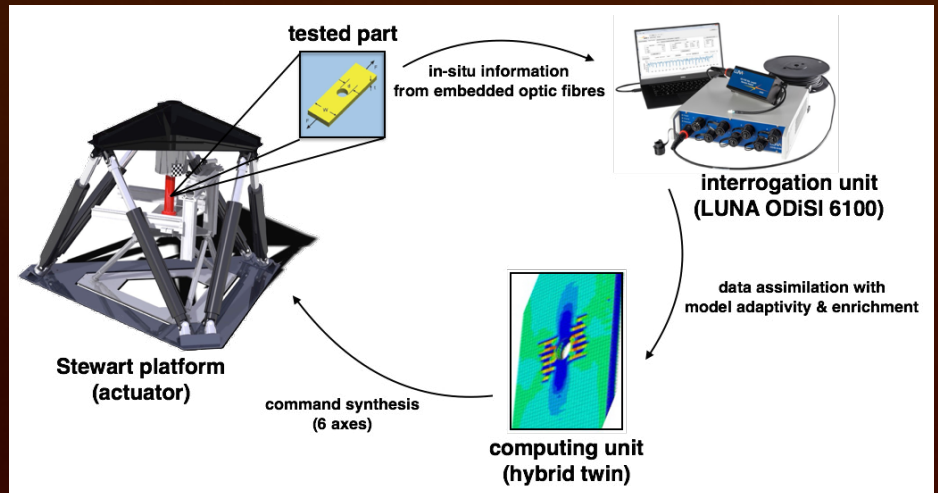 tested part
in-situ information
from embedded optic fibres
interrogation unit
(LUNA ODiSI 6100)
data assimilation with
model adaptivity & enrichment
Stewart platform
(actuator)
command synthesis
(6 axes)
computing unit
(hybrid twin)